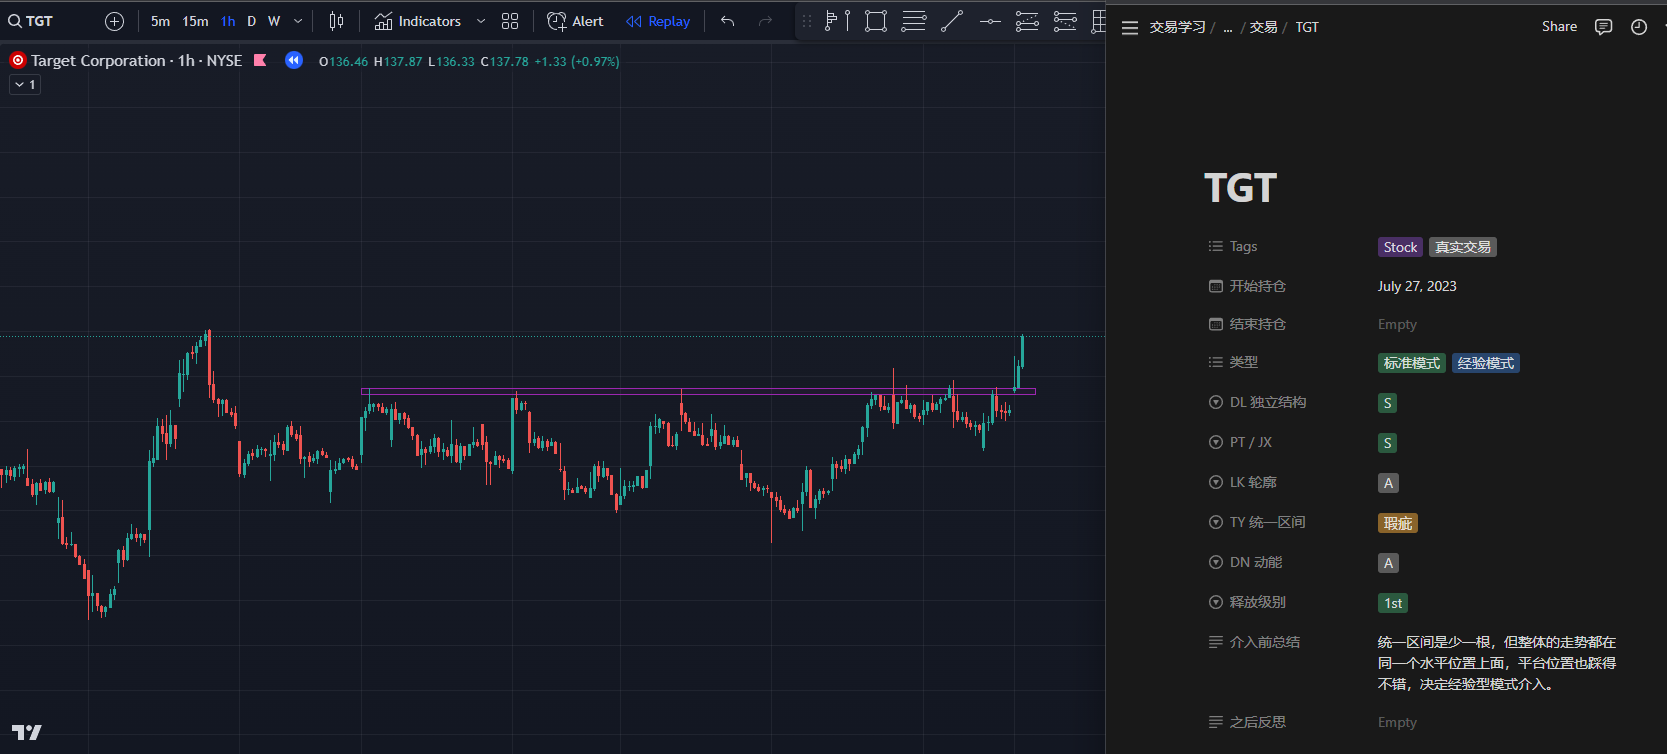 TGT
5m 15m 1h D W
Indicators
Alert
Replay
Target Corporation · 1h · NYSE
O136.46 H137.87 L136.33 C137.78 +1.33 (+0.97%)
1
交易学习 / ... / 交易 / TGT
Share
TGT
Tags
Stock 真实交易
开始持仓
July 27, 2023
结束持仓
Empty
类型
标准模式 经验模式
DL 独立结构
S
PT / JX
S
LK 轮廓
A
TY 统一区间
瑕疵
DN 动能
A
释放级别
1st
介入前总结
统一区间是少一根，但整体的走势都在
同一个水平位置上面，平台位置也踩得
不错，决定经验型模式介入。
之后反思
Empty